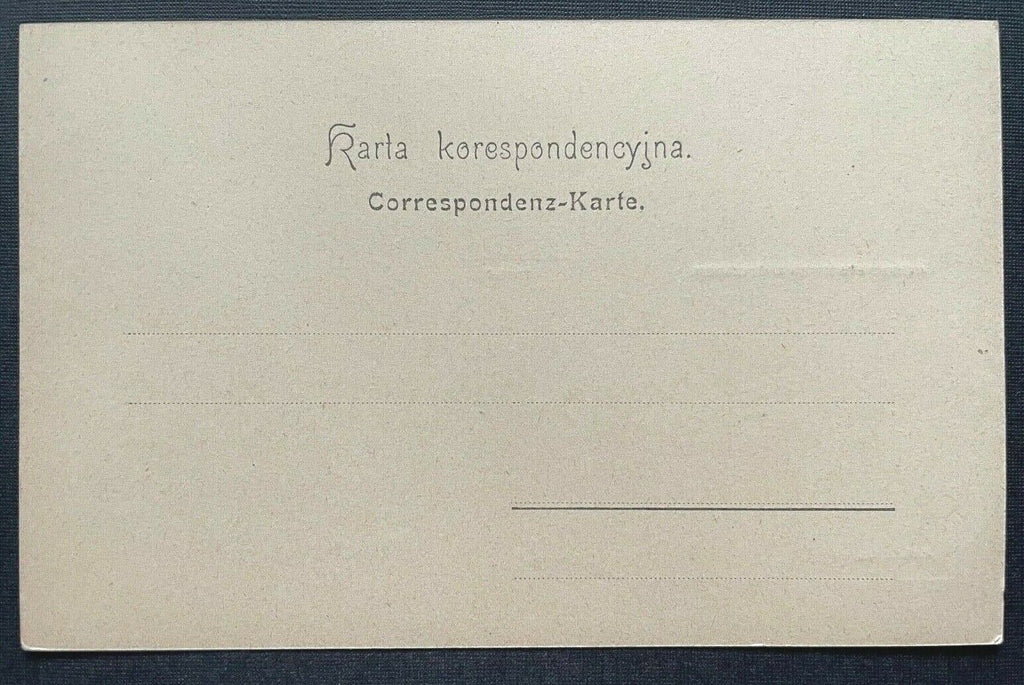 Karta korespondencyjna.
Correspondenz-Karte.